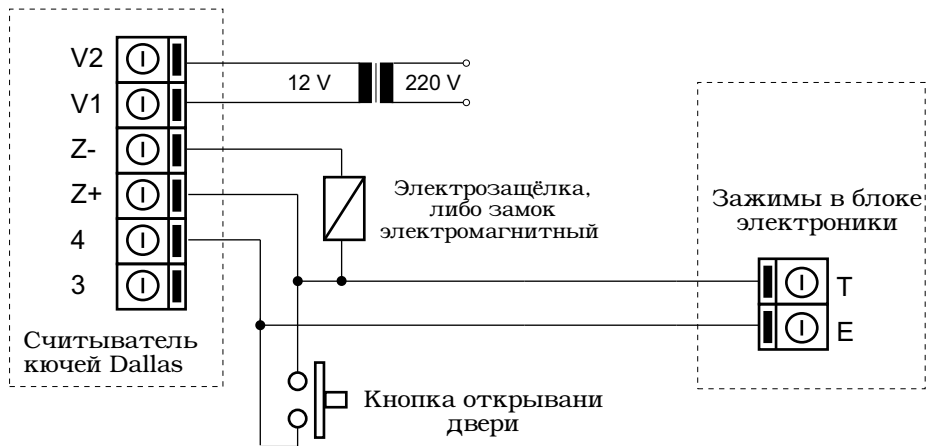 V2
V1
Z-
Z+
4
3
12 V
220 V
Электрозащёлка,
либо замок
электромагнитный
Зажимы в блоке
электроники
T
E
Считыватель
кючей Dallas
Кнопка открывани
двери